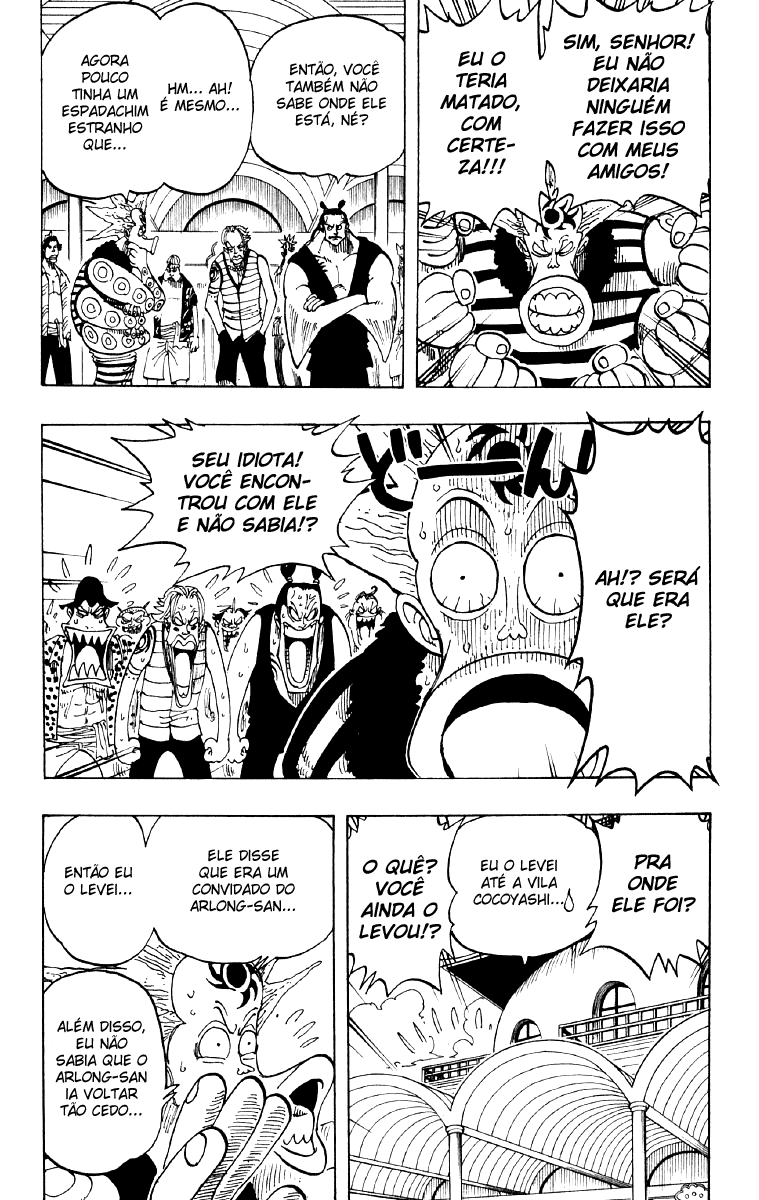 SIM, SENHOR!
EU NÃO
DEIXARIA
NINGUÉM
FAZER ISSO
COM MEUS
AMIGOS!
EU O
TERIA
MATADO,
COM
CERTE-
ZA!!!
ENTÃO, VOCÊ
TAMBÉM NÃO
SABE ONDE ELE
ESTÁ, NÉ?
HM... AH!
É MESMO...
AGORA
POUCO
TINHA UM
ESPADACHIM
ESTRANHO
QUE...
AH!? SERÁ
QUE ERA
ELE?
どーん
SEU IDIOTA!
VOCÊ ENCON-
TROU COM ELE
E NÃO SABIA!?
PRA
ONDE
ELE FOI?
EU O LEVEI
ATÉ A VILA
COCOYASHI...
O QUÊ?
VOCÊ
AINDA O
LEVOU!?
ELE DISSE
QUE ERA UM
CONVIDADO DO
ARLONG-SAN...
ENTÃO EU
O LEVEI...
ALÉM DISSO,
EU NÃO
SABIA QUE O
ARLONG-SAN
IA VOLTAR
TÃO CEDO...